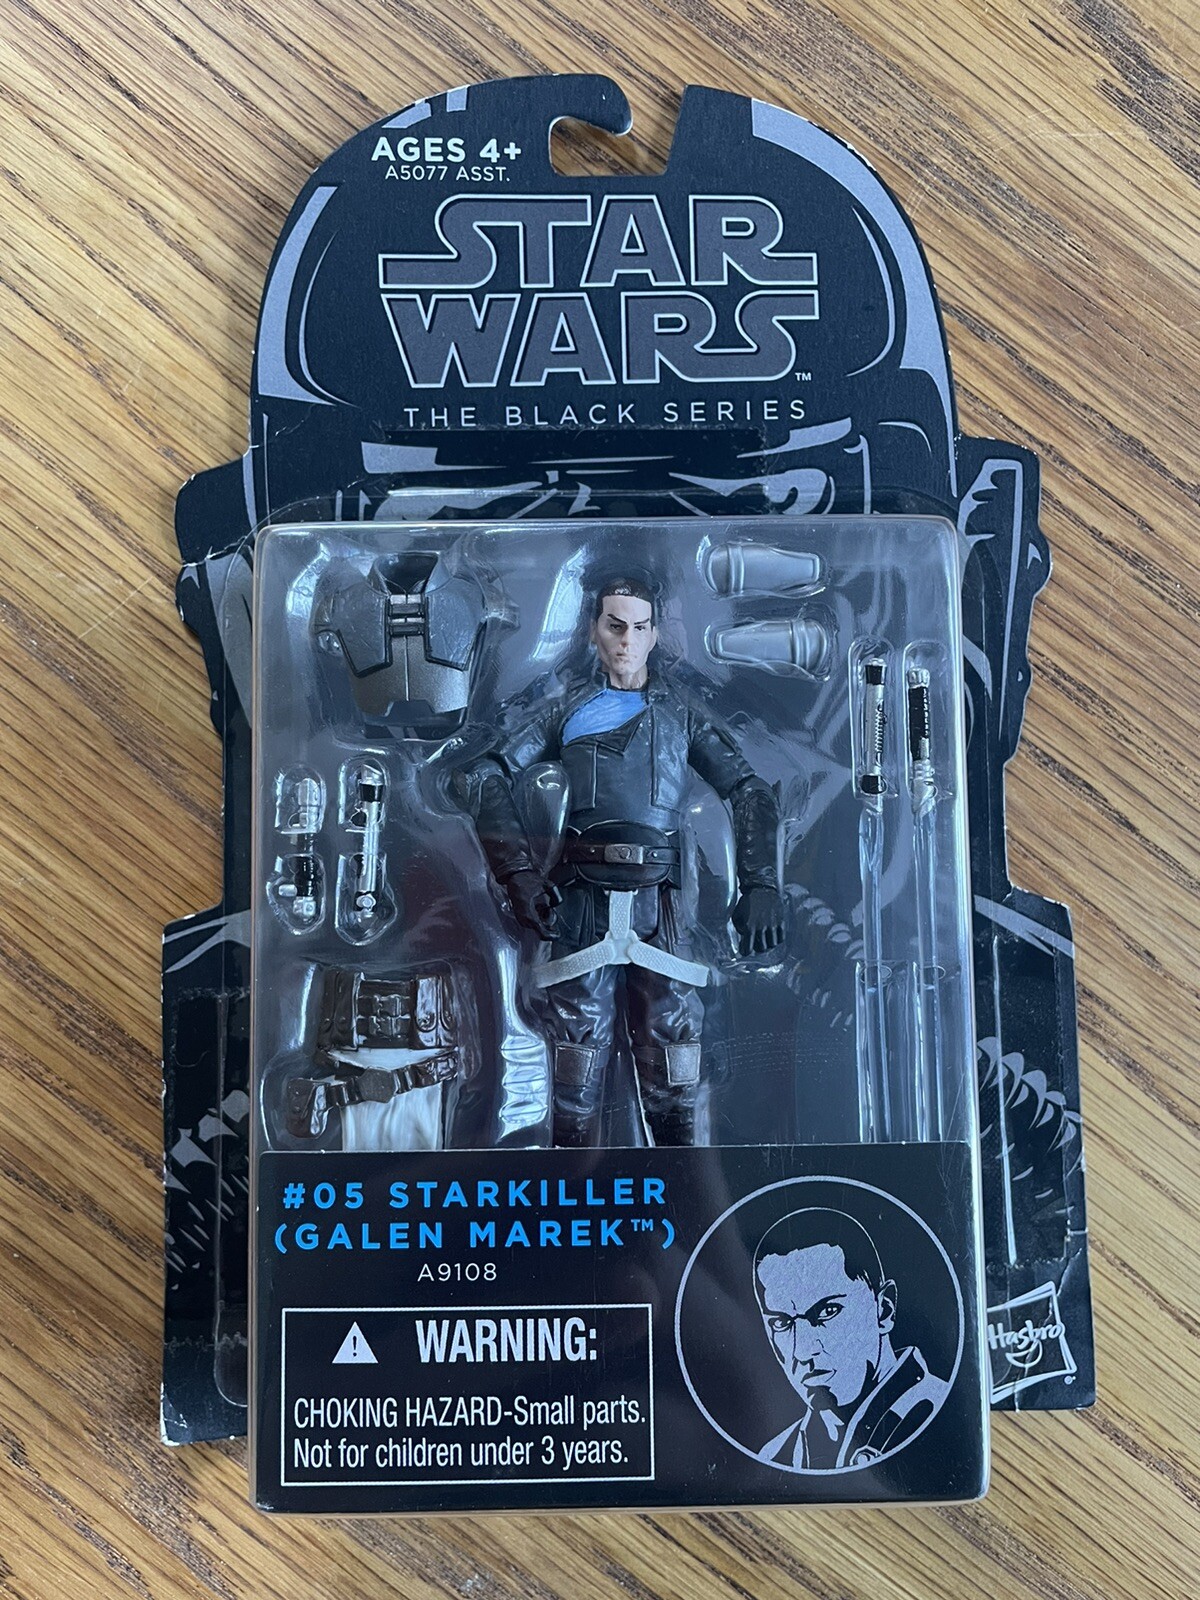 AGES 4+
A5077 ASST.
STAR
WARS™
THE BLACK SERIES
#05 STARKILLER
(GALEN MAREK™)
A9108
WARNING:
CHOKING HAZARD-Small parts.
Not for children under 3 years.
Hasbro®